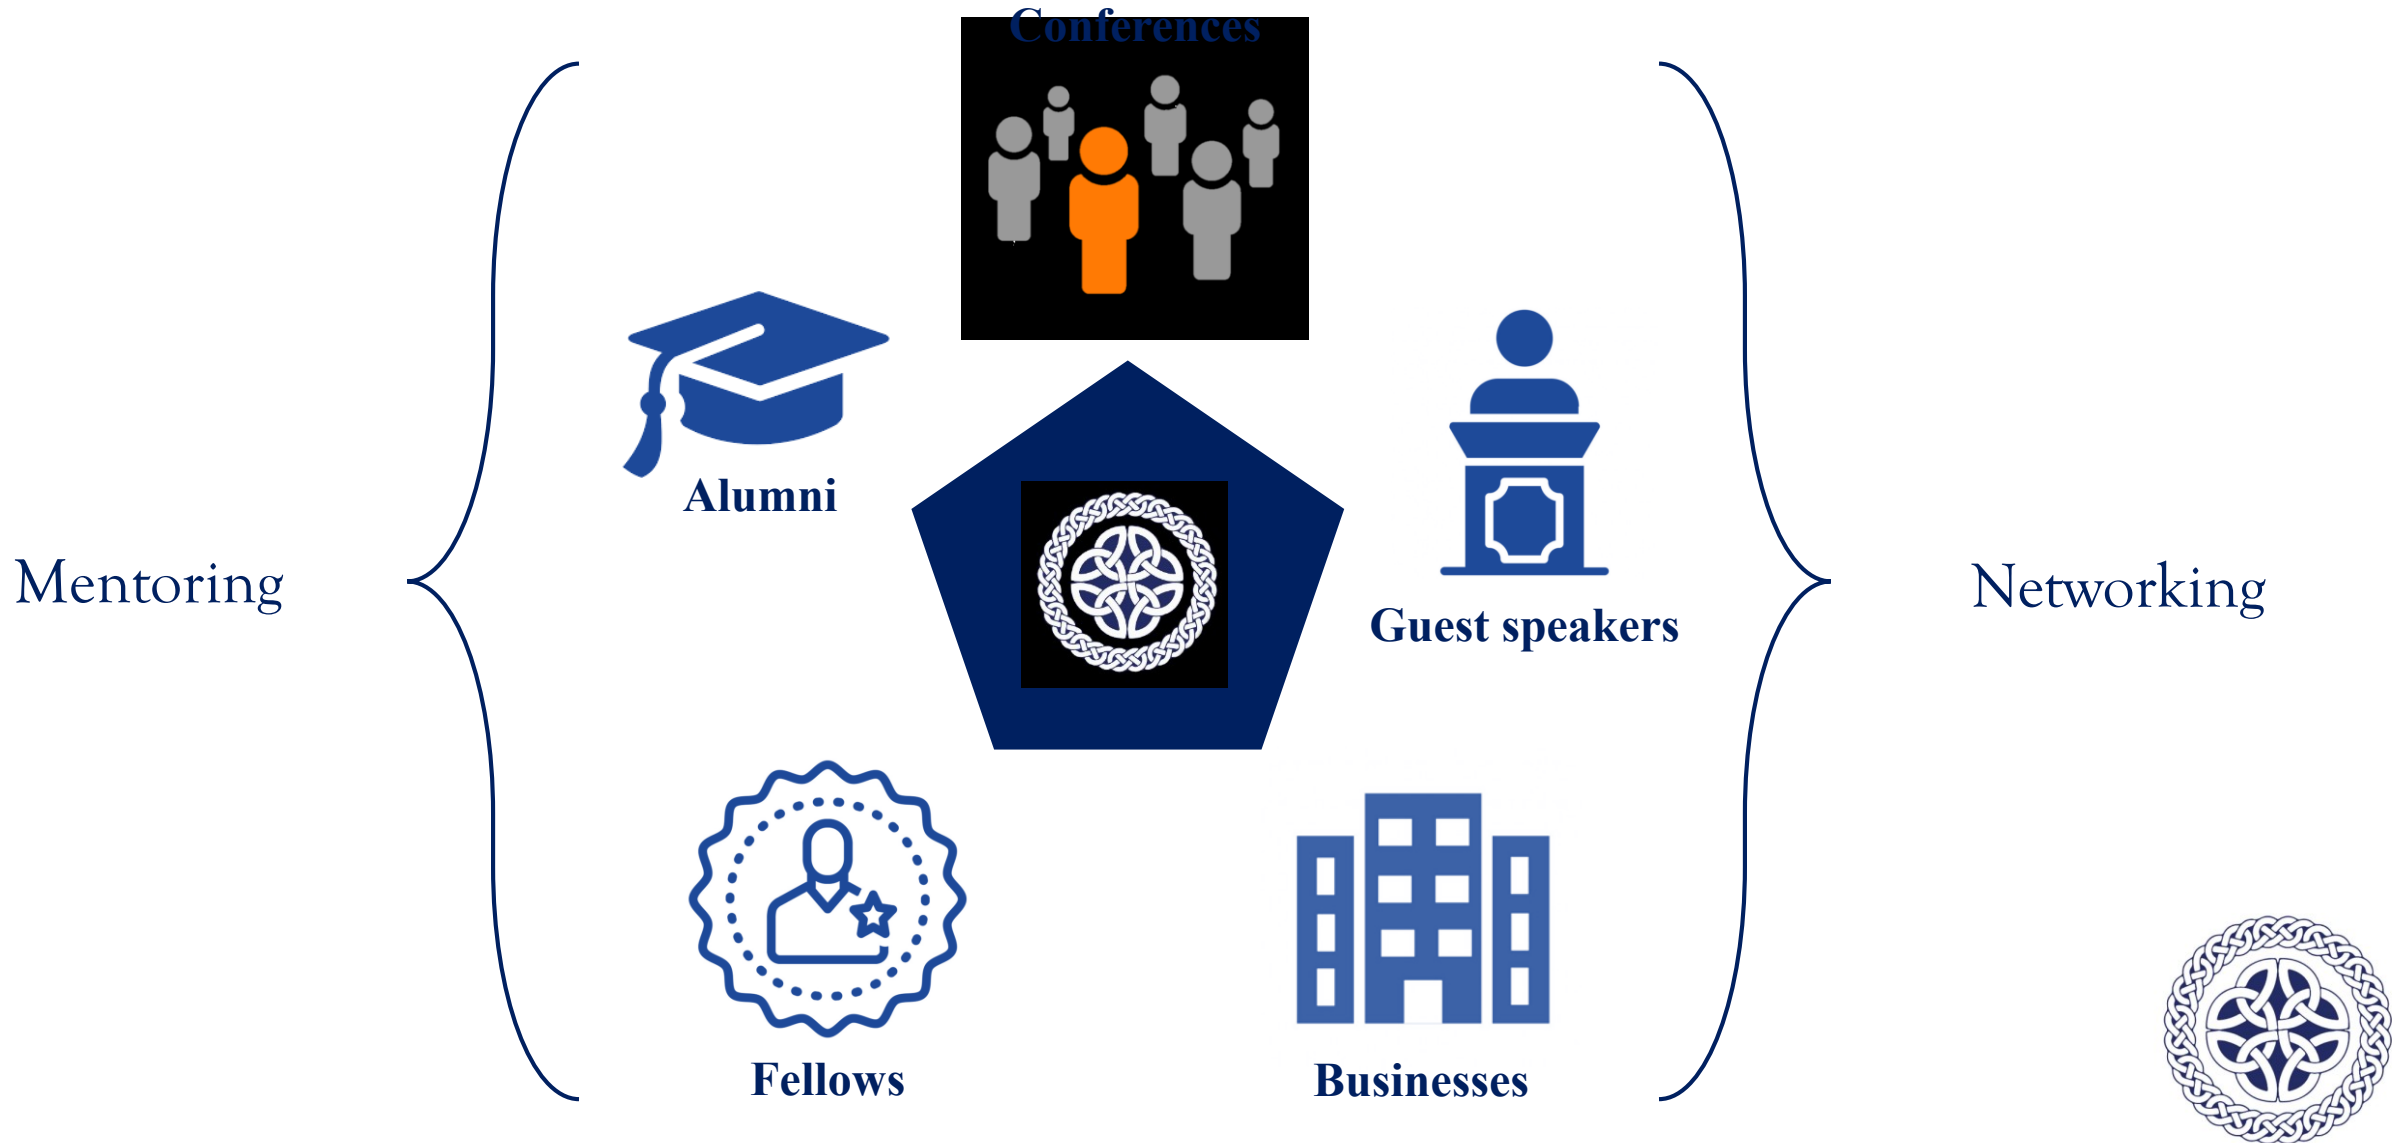 Conferences
Alumni
Mentoring
Guest speakers
Networking
Fellows
Businesses